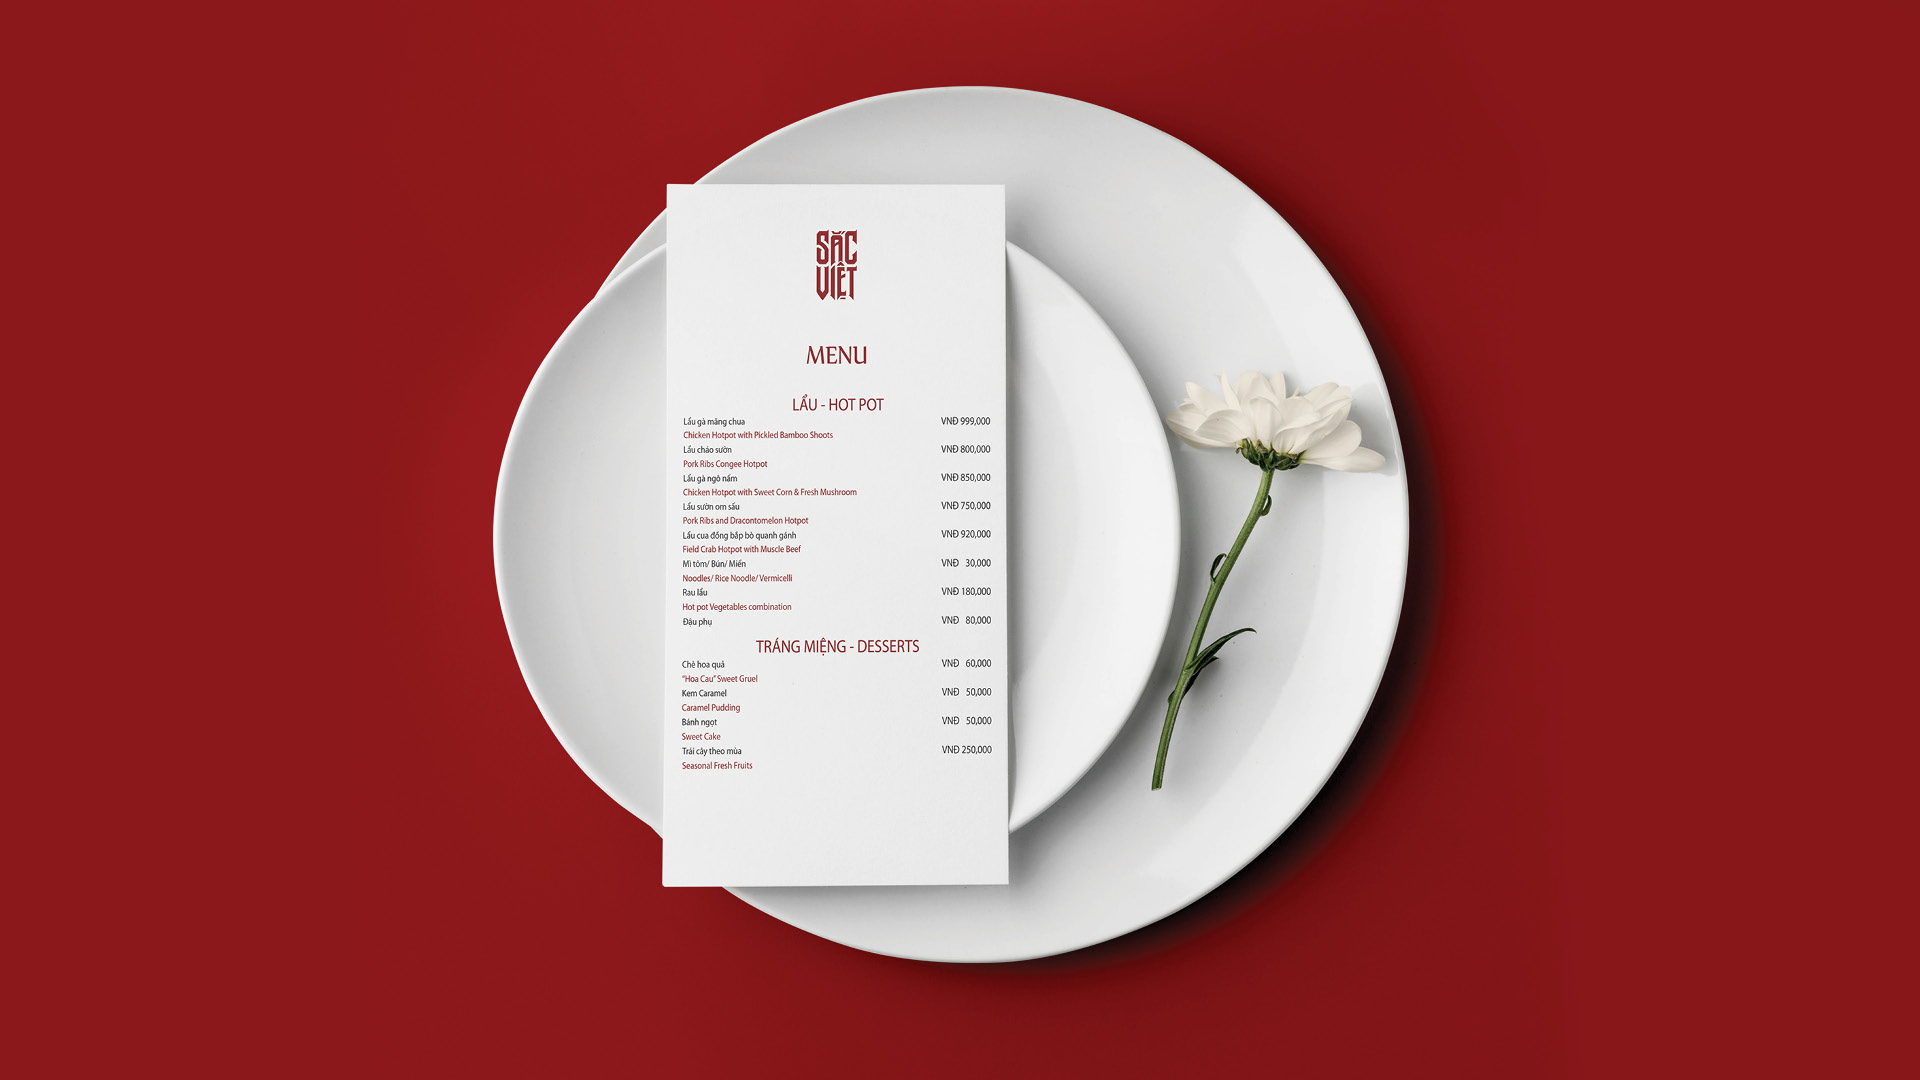 SẮC
VIỆT
MENU
LẨU - HOT POT
Lẩu gà măng chua VNĐ 999,000
Chicken Hotpot with Pickled Bamboo Shoots
Lẩu cháo sườn VNĐ 800,000
Pork Ribs Congee Hotpot
Lẩu gà ngô nấm VNĐ 850,000
Chicken Hotpot with Sweet Corn & Fresh Mushroom
Lẩu sườn om sấu VNĐ 750,000
Pork Ribs and Dracontomelon Hotpot
Lẩu cua đồng bắp bò quanh gánh VNĐ 920,000
Field Crab Hotpot with Muscle Beef
Mì tôm/ Bún/ Miến VNĐ 30,000
Noodles/ Rice Noodle/ Vermicelli
Rau lẩu VNĐ 180,000
Hot pot Vegetables combination
Đậu phụ VNĐ 80,000
TRÁNG MIỆNG - DESSERTS
Chè hoa quả VNĐ 60,000
"Hoa Cau" Sweet Gruel
Kem Caramel VNĐ 50,000
Caramel Pudding
Bánh ngọt VNĐ 50,000
Sweet Cake
Trái cây theo mùa VNĐ 250,000
Seasonal Fresh Fruits